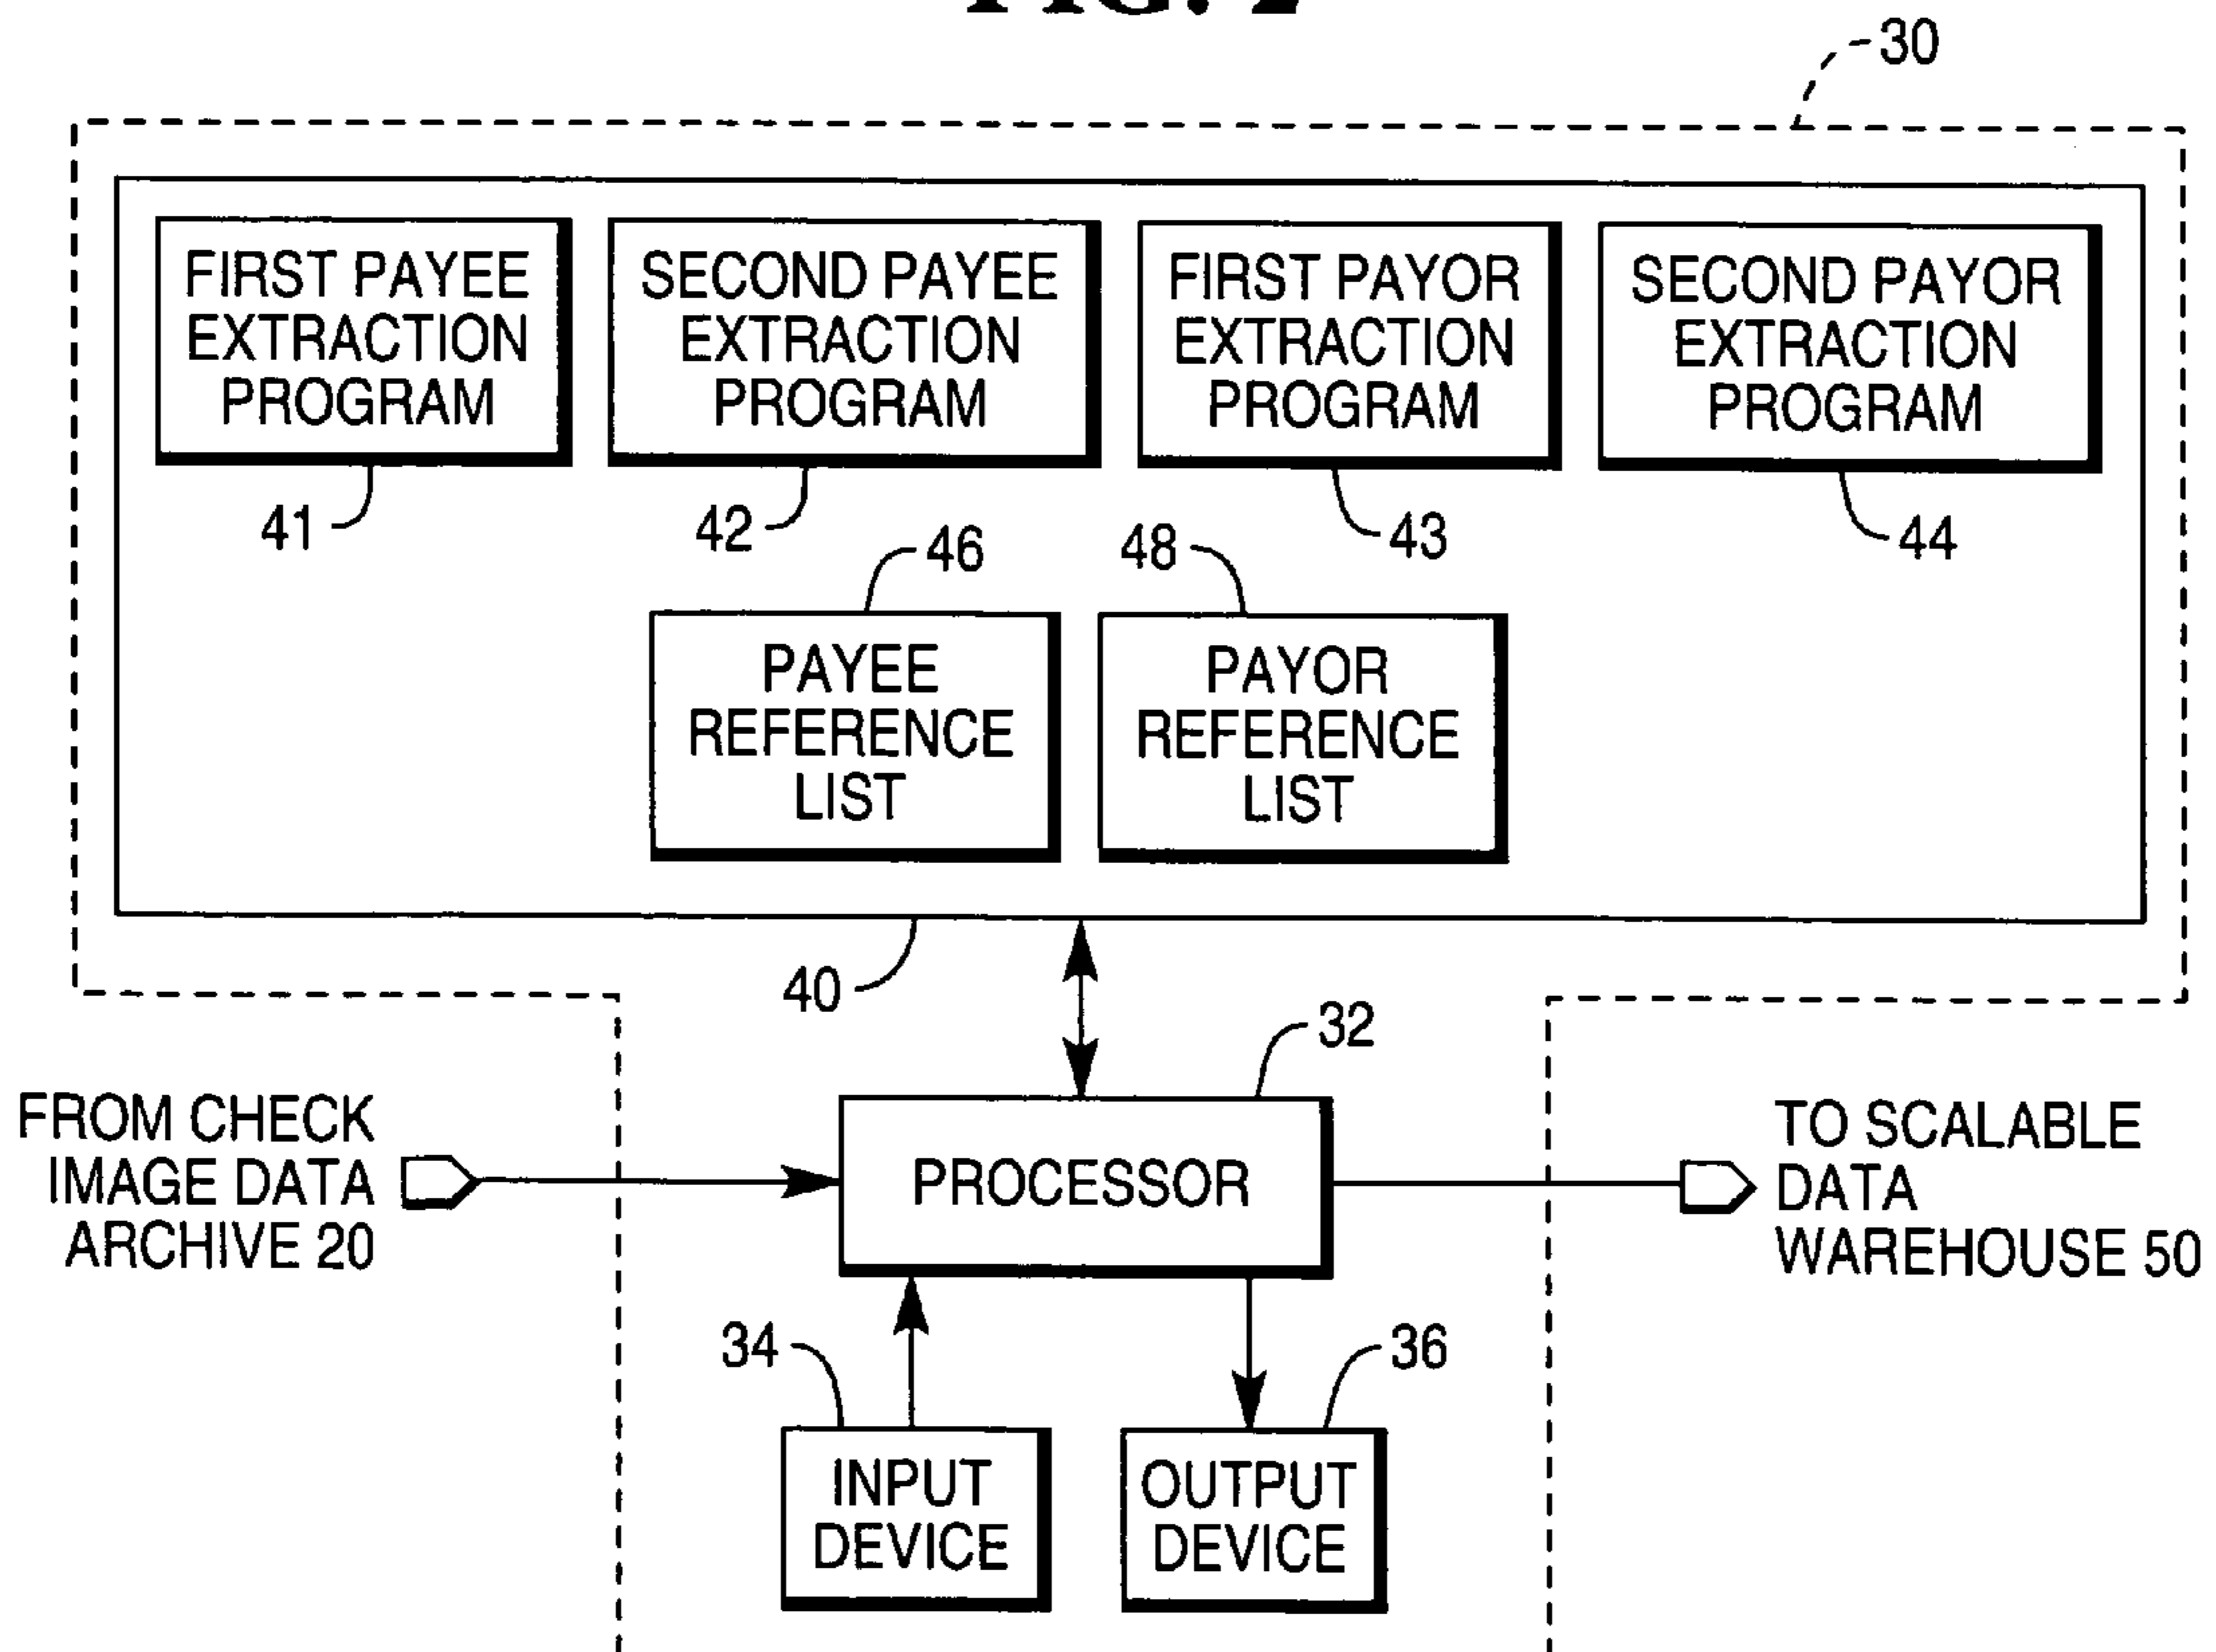 30
FIRST PAYEE
EXTRACTION
PROGRAM
SECOND PAYEE
EXTRACTION
PROGRAM
FIRST PAYOR
EXTRACTION
PROGRAM
SECOND PAYOR
EXTRACTION
PROGRAM
41
42
43
44
46
48
PAYEE
REFERENCE
LIST
PAYOR
REFERENCE
LIST
40
32
FROM CHECK
IMAGE DATA
ARCHIVE 20
PROCESSOR
TO SCALABLE
DATA
WAREHOUSE 50
34
36
INPUT
DEVICE
OUTPUT
DEVICE